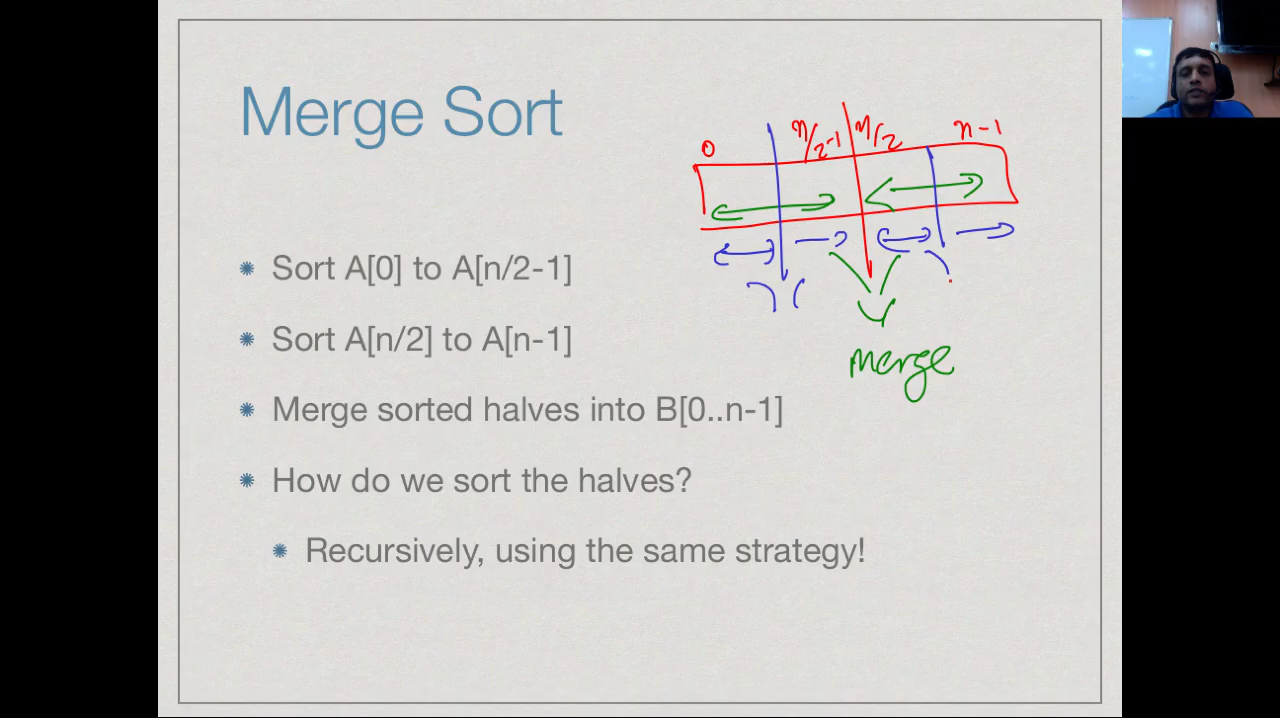 Merge Sort
0 n/2-1 n/2 n-1
merge
Sort A[0] to A[n/2-1]
Sort A[n/2] to A[n-1]
Merge sorted halves into B[0..n-1]
How do we sort the halves?
Recursively, using the same strategy!